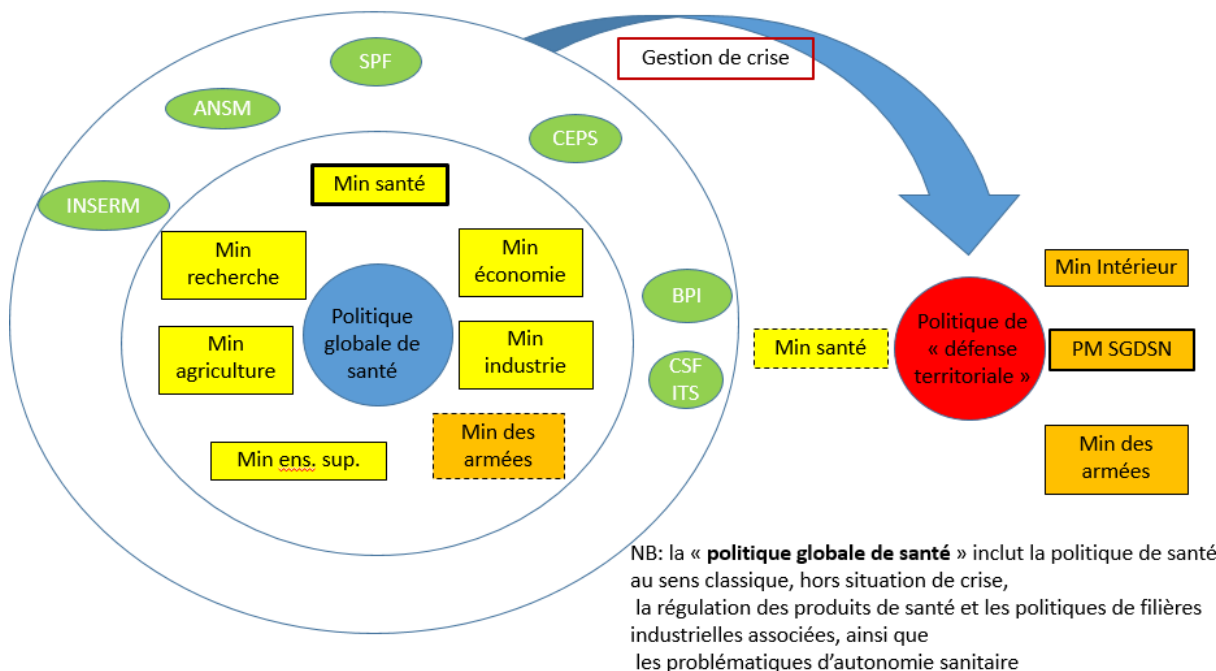 SPF
Gestion de crise
ANSM
CEPS
Min santé
INSERM
Min
recherche
Min
économie
Politique
globale de
santé
Min
agriculture
Min
industrie
BPI
CSF
ITS
Min ens. sup.
Min des
armées
Min santé
Politique de
« défense
territoriale »
Min Intérieur
PM SGDSN
Min des
armées
NB: la « politique globale de santé » inclut la politique de santé
au sens classique, hors situation de crise,
la régulation des produits de santé et les politiques de filières
industrielles associées, ainsi que
les problématiques d’autonomie sanitaire